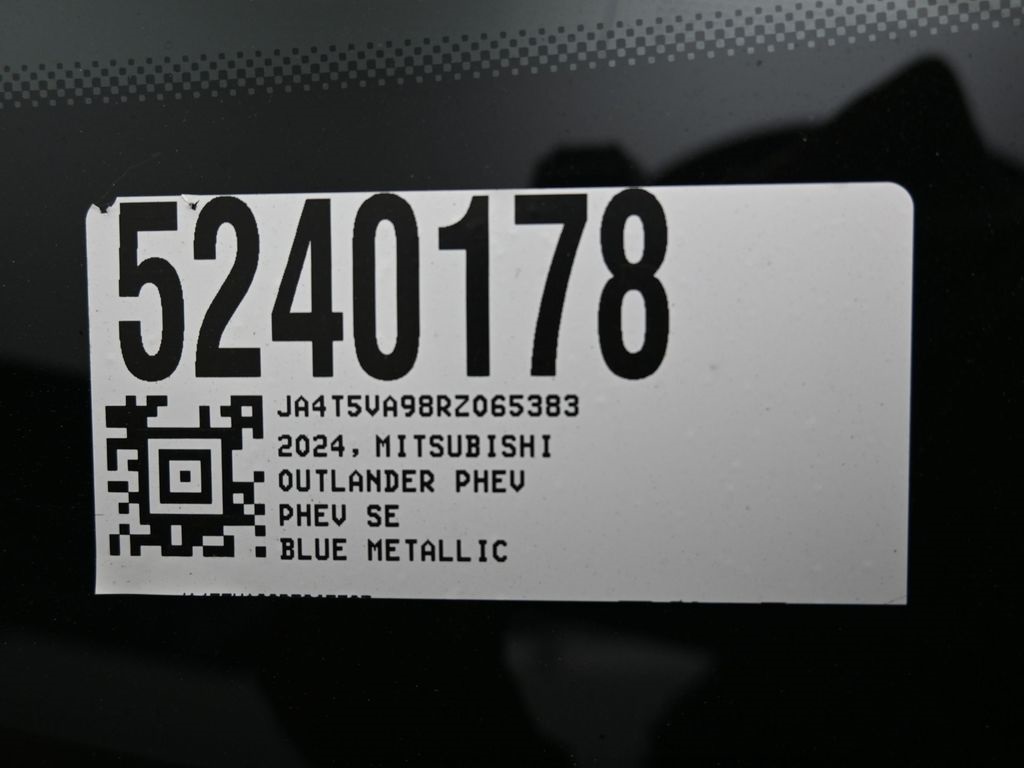 5240178
JA4T5VA98RZ065383
2024, MITSUBISHI
OUTLANDER PHEV
PHEV SE
BLUE METALLIC